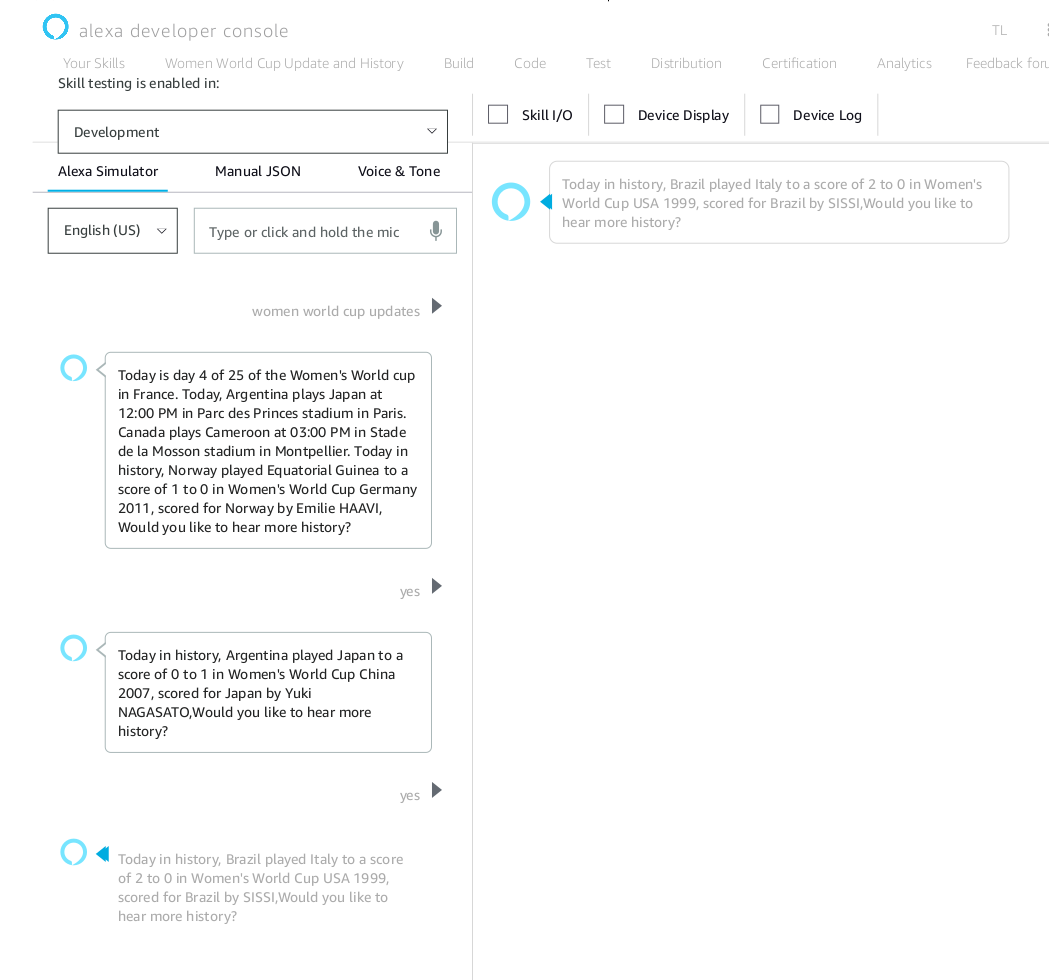 alexa developer console
TL
Your Skills
Women World Cup Update and History
Build
Code
Test
Distribution
Certification
Analytics
Feedback
Skill testing is enabled in:
Development
Skill I/O
Device Display
Device Log
Alexa Simulator
Manual JSON
Voice & Tone
English (US)
Type or click and hold the mic
women world cup updates
Today is day 4 of 25 of the Women's World cup
in France. Today, Argentina plays Japan at
12:00 PM in Parc des Princes stadium in Paris.
Canada plays Cameroon at 03:00 PM in Stade
de la Mosson stadium in Montpellier. Today in
history, Norway played Equatorial Guinea to a
score of 1 to 0 in Women's World Cup Germany
2011, scored for Norway by Emilie HAAVI,
Would you like to hear more history?
yes
Today in history, Argentina played Japan to a
score of 0 to 1 in Women's World Cup China
2007, scored for Japan by Yuki
NAGASATO,Would you like to hear more
history?
yes
Today in history, Brazil played Italy to a score
of 2 to 0 in Women's World Cup USA 1999,
scored for Brazil by SISSI,Would you like to
hear more history?
Today in history, Brazil played Italy to a score of 2 to 0 in Women's
World Cup USA 1999, scored for Brazil by SISSI,Would you like to
hear more history?